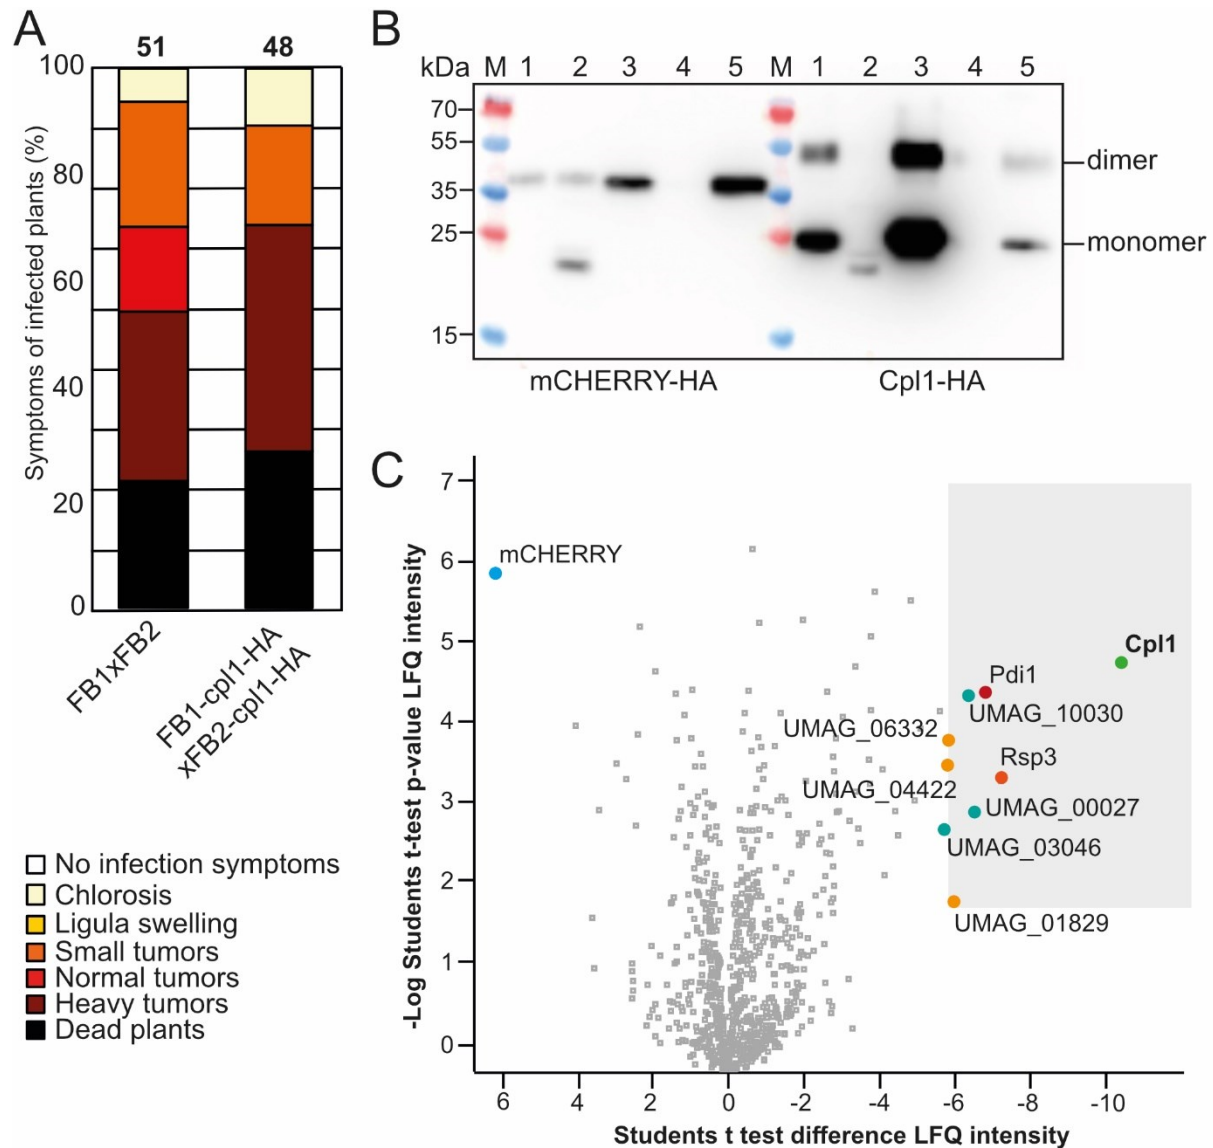 A
51 48
100
80
60
40
20
0
Symptoms of infected plants (%)
FB1xFB2
FB1-cpl1-HA
xFB2-cpl1-HA
No infection symptoms
Chlorosis
Ligula swelling
Small tumors
Normal tumors
Heavy tumors
Dead plants
B
kDa M 1 2 3 4 5 M 1 2 3 4 5
70
55
35
25
15
dimer
monomer
mCHERRY-HA Cpl1-HA
C
7
6
5
4
3
2
1
0
-Log Students t-test p-value LFQ intensity
mCHERRY
Cpl1
Pdi1
UMAG_10030
UMAG_06332
Rsp3
UMAG_04422
UMAG_00027
UMAG_03046
UMAG_01829
6 4 2 0 -2 -4 -6 -8 -10
Students t test difference LFQ intensity